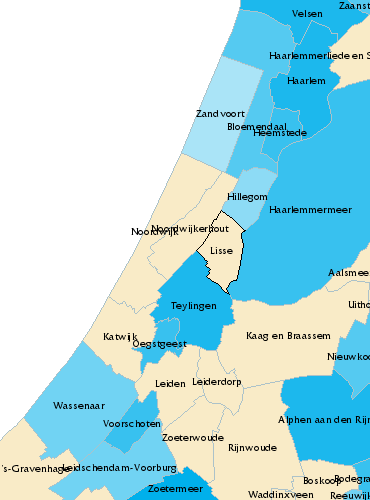 Zaanst
Velsen
Haarlemmerliede en S
Haarlem
Zandvoort
Bloemendaal
Heemstede
Hillegom
Haarlemmermeer
Noordwijkerhout
Noordwijk
Lisse
Aalsmee
Uitho
Teylingen
Katwijk
Kaag en Braassem
Oegstgeest
Nieuwkoo
Leiden
Leiderdorp
Wassenaar
Voorschoten
Alphen aan den Rijn
Zoeterwoude
Rijnwoude
's-Gravenhage
Leidschendam-Voorburg
Boskoop
Bodegra
Zoetermeer
Waddinxveen
Reeuwijk